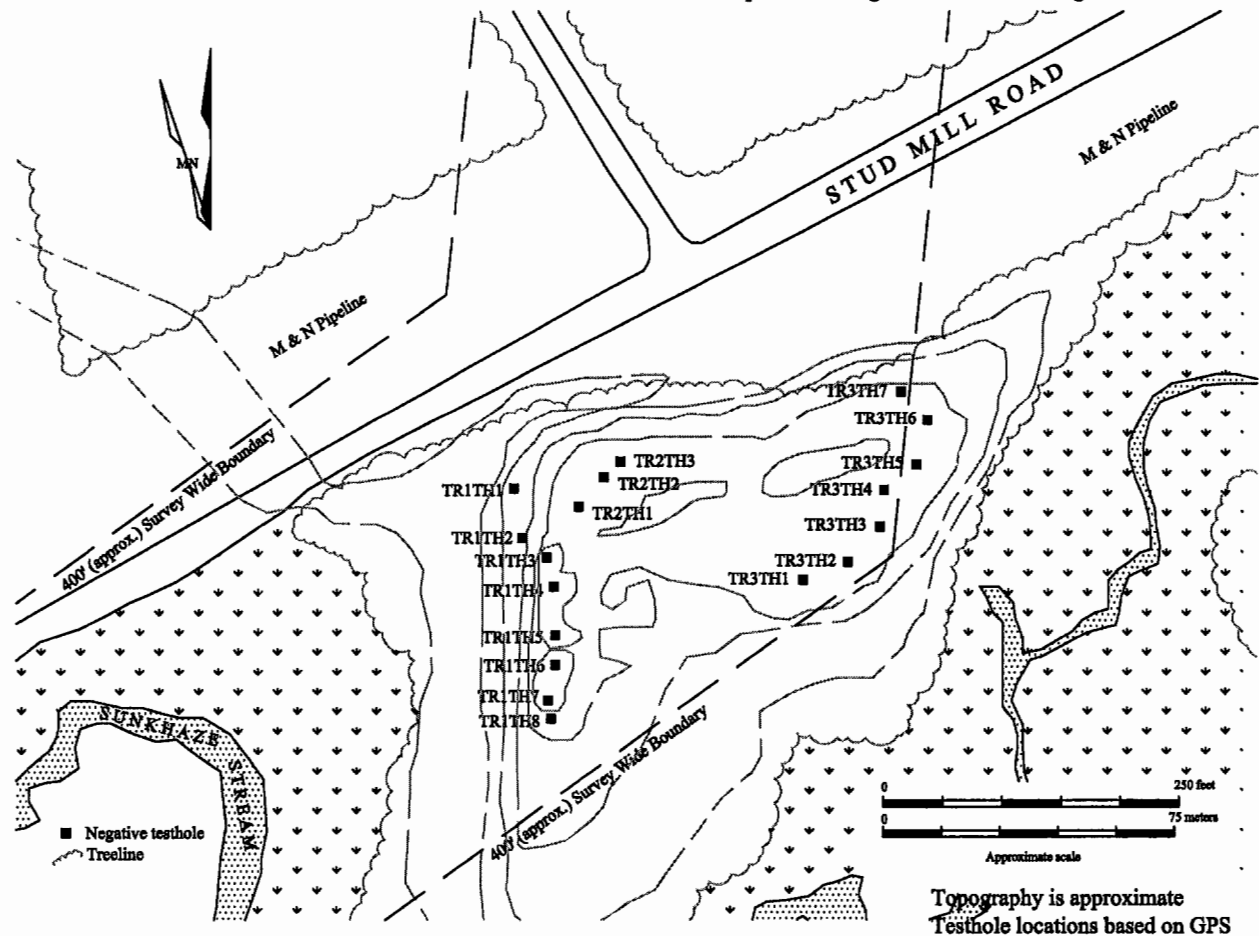 MN
STUD MILL ROAD
M & N Pipeline
M & N Pipeline
400' (approx.) Survey Wide Boundary
TR3TH7
TR3TH6
TR2TH3
TR3TH5
TR2TH2
TR1TH1
TR3TH4
TR2TH1
TR3TH3
TR1TH2
TR1TH3
TR3TH2
TR3TH1
TR1TH4
TR1TH5
TR1TH6
TR1TH7
TR1TH8
400' (approx.) Survey Wide Boundary
SUNKHAZE STREAM
Negative testhole
Treeline
0 250 feet
0 75 meters
Approximate scale
Topography is approximate
Testhole locations based on GPS